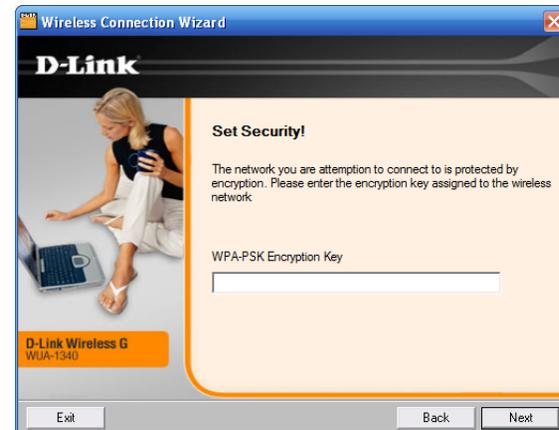 Wireless Connection Wizard
D-Link
Set Security!
The network you are attemption to connect to is protected by
encryption. Please enter the encryption key assigned to the wireless
network
WPA-PSK Encryption Key
D-Link Wireless G
WUA-1340
Exit
Back
Next